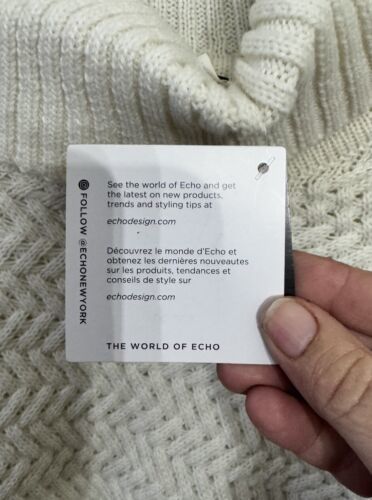 See the world of Echo and get
the latest on new products,
trends and styling tips at
echodesign.com
Découvrez le monde d'Echo et
obtenez les dernières nouveautes
sur les produits, tendances et
conseils de style sur
echodesign.com
THE WORLD OF ECHO
FOLLOW @ECHONEWYORK